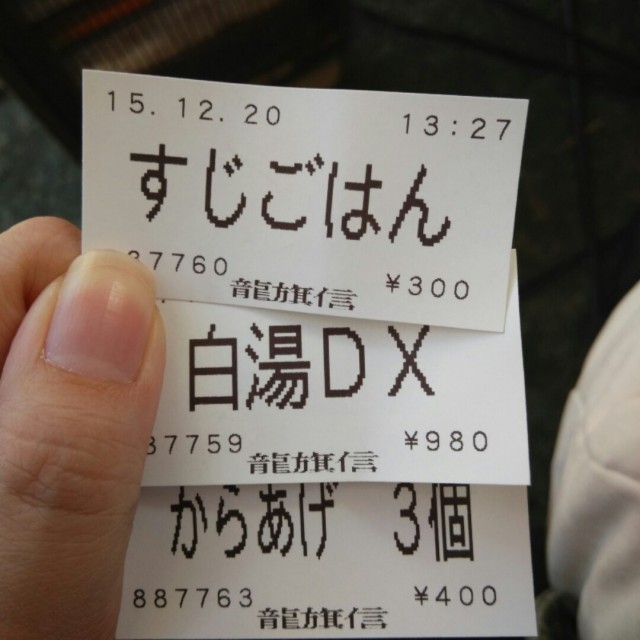 15.12.20 13:27
すじごはん
37760 ¥300
龍旗信
白湯DX
87759 ¥980
龍旗信
からあげ 3個
887763 ¥400
龍旗信